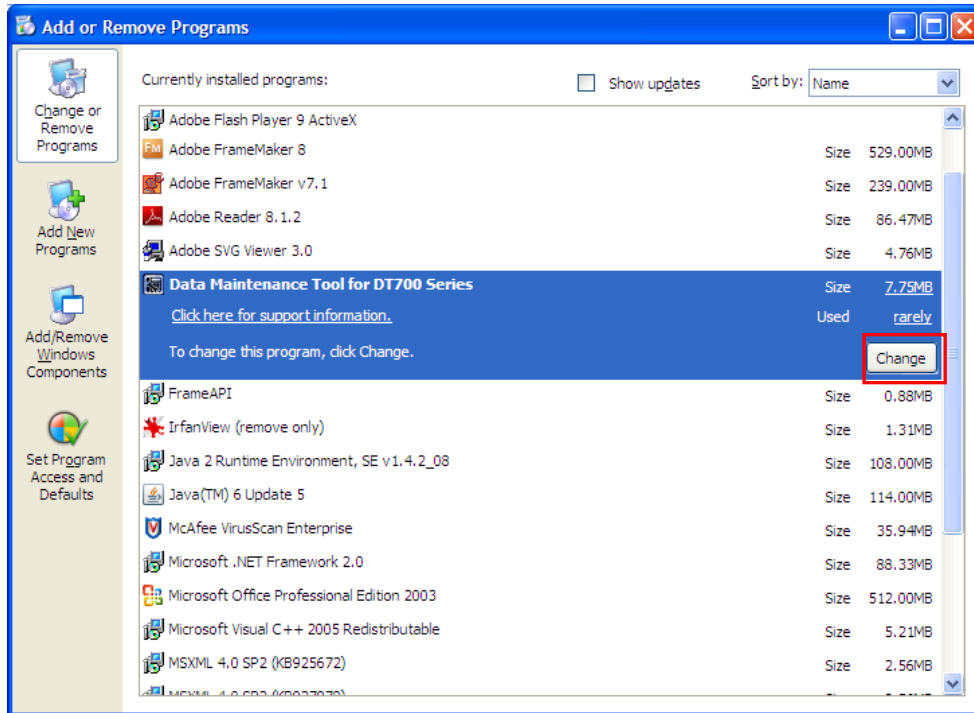 Add or Remove Programs
Change or
Remove
Programs
Add New
Programs
Add/Remove
Windows
Components
Set Program
Access and
Defaults
Currently installed programs: Show updates Sort by: Name
Adobe Flash Player 9 ActiveX
FM Adobe FrameMaker 8 Size 529.00MB
Adobe FrameMaker v7.1 Size 239.00MB
Adobe Reader 8.1.2 Size 86.47MB
Adobe SVG Viewer 3.0 Size 4.76MB
Data Maintenance Tool for DT700 Series Size 7.75MB
Click here for support information. Used rarely
To change this program, click Change. Change
FrameAPI Size 0.88MB
IrfanView (remove only) Size 1.31MB
Java 2 Runtime Environment, SE v1.4.2_08 Size 108.00MB
Java(TM) 6 Update 5 Size 114.00MB
McAfee VirusScan Enterprise Size 35.94MB
Microsoft .NET Framework 2.0 Size 88.33MB
Microsoft Office Professional Edition 2003 Size 512.00MB
Microsoft Visual C++ 2005 Redistributable Size 5.21MB
MSXML 4.0 SP2 (KB925672) Size 2.56MB
MSXML 4.0 SP2